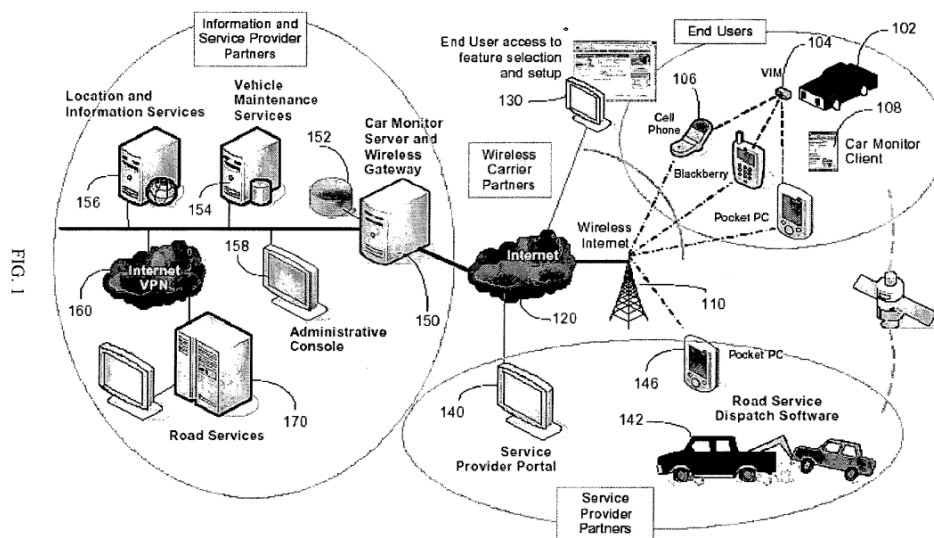 Information and
Service Provider
Partners
Location and
Information Services
Vehicle
Maintenance
Services
152
Car Monitor
Server and
Wireless
Gateway
156
154
158
Internet
VPN
160
Administrative
Console
150
170
Road Services
End User access to
feature selection
and setup
130
Wireless
Carrier
Partners
Wireless
Internet
Internet
120
110
End Users
102
104
VIM
106
Cell
Phone
108
Car Monitor
Client
Blackberry
Pocket PC
Pocket PC
146
140
Service
Provider Portal
Road Service
Dispatch Software
142
Service
Provider
Partners
FIG. 1